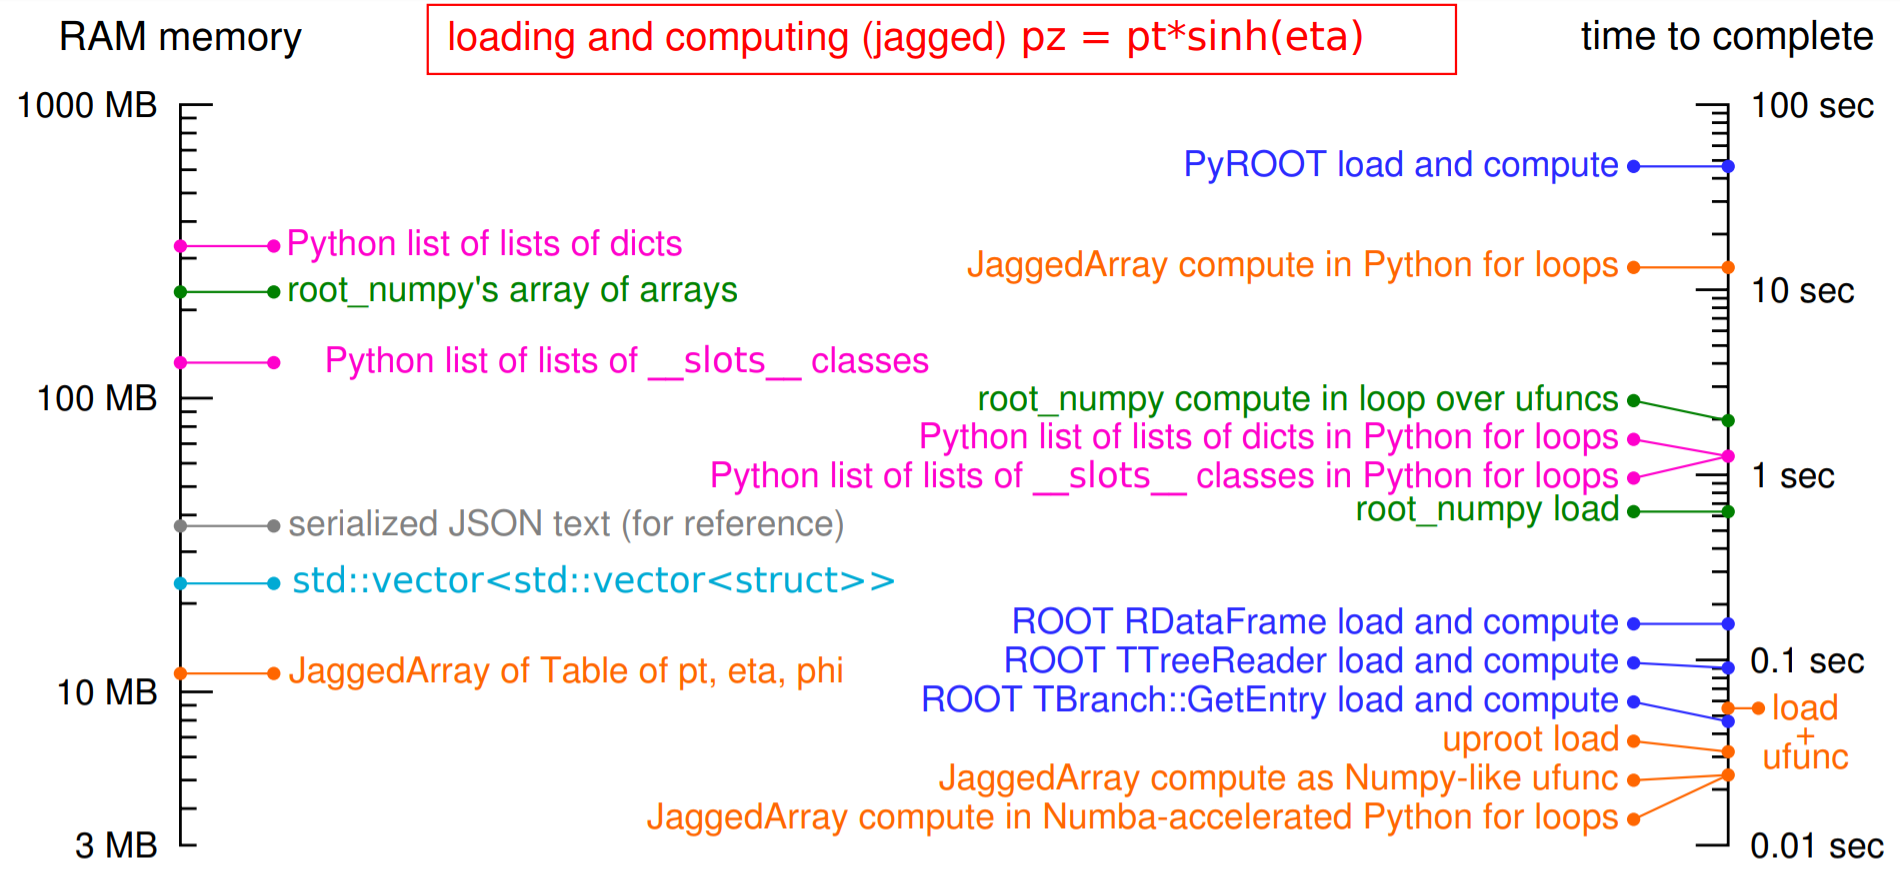 RAM memory
loading and computing (jagged) pz = pt*sinh(eta)
time to complete
1000 MB
100 sec
PyROOT load and compute
Python list of lists of dicts
JaggedArray compute in Python for loops
root_numpy's array of arrays
10 sec
Python list of lists of __slots__ classes
100 MB
root_numpy compute in loop over ufuncs
Python list of lists of dicts in Python for loops
Python list of lists of __slots__ classes in Python for loops
1 sec
root_numpy load
serialized JSON text (for reference)
std::vector<std::vector<struct>>
ROOT RDataFrame load and compute
ROOT TTreeReader load and compute
0.1 sec
JaggedArray of Table of pt, eta, phi
10 MB
ROOT TBranch::GetEntry load and compute
load
+
ufunc
uproot load
JaggedArray compute as Numpy-like ufunc
JaggedArray compute in Numba-accelerated Python for loops
3 MB
0.01 sec